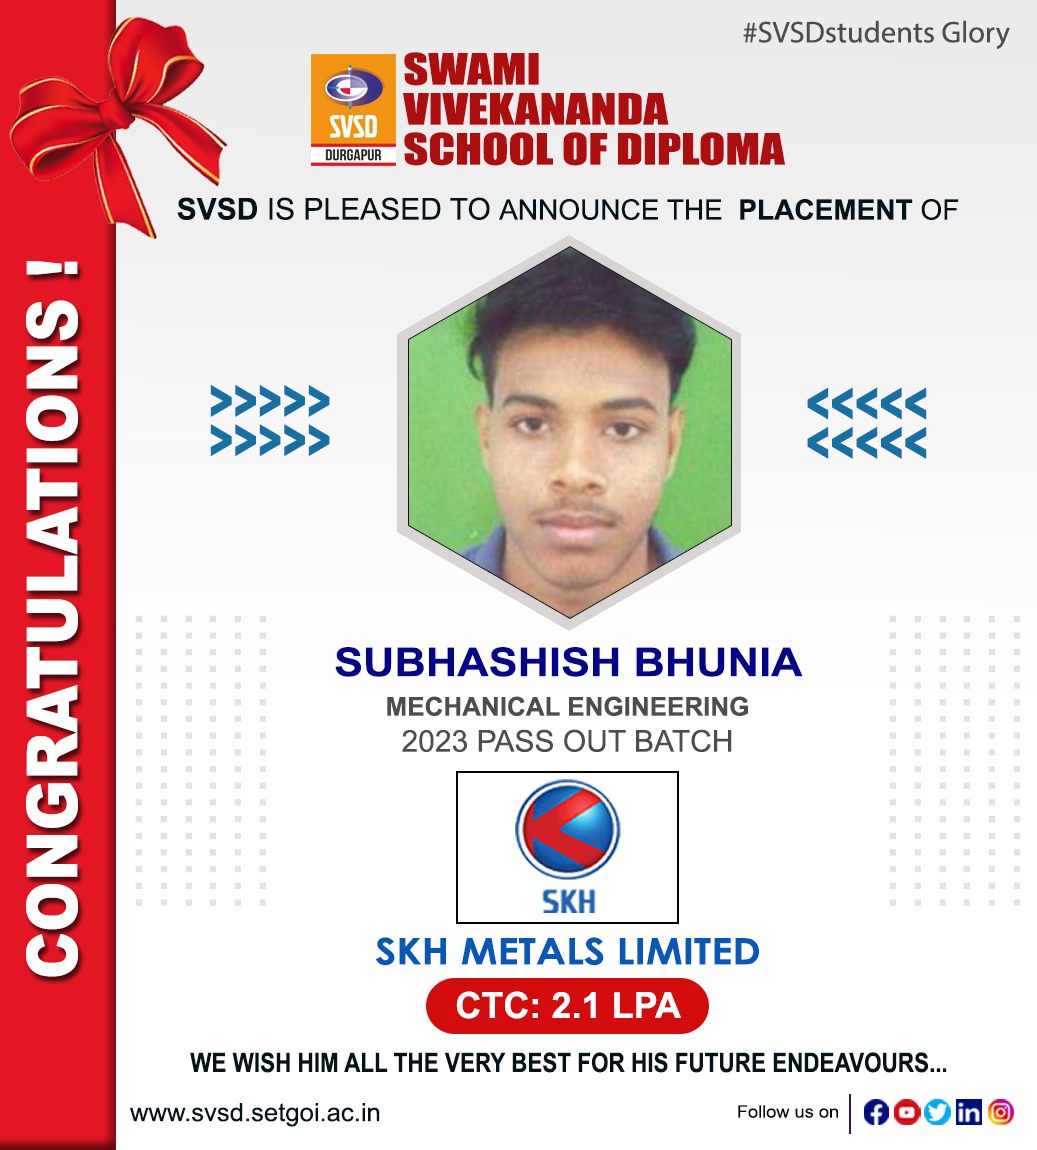 #SVSDstudents Glory
SVSD
DURGAPUR
SWAMI
VIVEKANANDA
SCHOOL OF DIPLOMA
SVSD IS PLEASED TO ANNOUNCE THE PLACEMENT OF
CONGRATULATIONS !
>>>>> <<<<<
>>>>> <<<<<
SUBHASHISH BHUNIA
MECHANICAL ENGINEERING
2023 PASS OUT BATCH
SKH
SKH METALS LIMITED
CTC: 2.1 LPA
WE WISH HIM ALL THE VERY BEST FOR HIS FUTURE ENDEAVOURS...
www.svsd.setgoi.ac.in
Follow us on